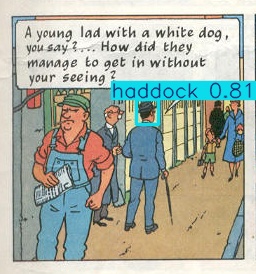 A young lad with a white dog,
you say?... How did they
manage to get in without
your seeing?
haddock 0.81